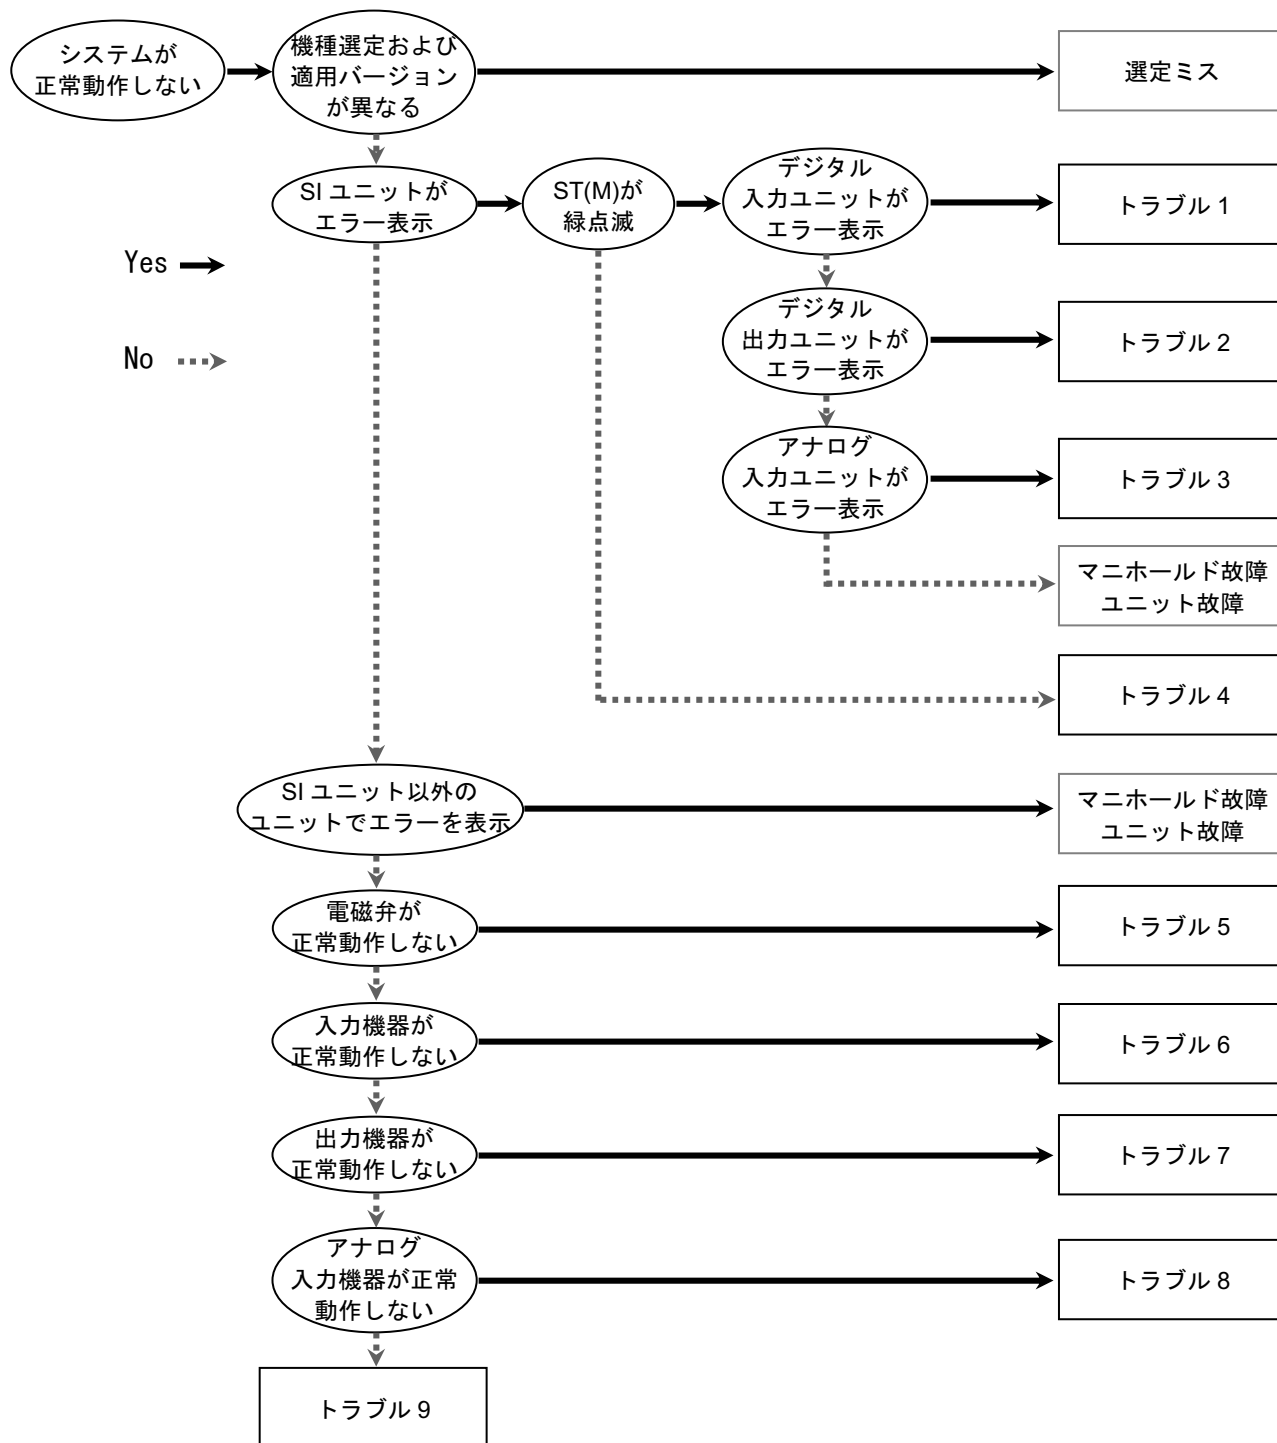 システムが
正常動作しない
機種選定および
適用バージョン
が異なる
選定ミス
SI ユニットが
エラー表示
ST(M)が
緑点滅
デジタル
入力ユニットが
エラー表示
トラブル 1
Yes
No
デジタル
出力ユニットが
エラー表示
トラブル 2
アナログ
入力ユニットが
エラー表示
トラブル 3
マニホールド故障
ユニット故障
トラブル 4
SI ユニット以外の
ユニットでエラーを表示
マニホールド故障
ユニット故障
電磁弁が
正常動作しない
トラブル 5
入力機器が
正常動作しない
トラブル 6
出力機器が
正常動作しない
トラブル 7
アナログ
入力機器が正常
動作しない
トラブル 8
トラブル 9